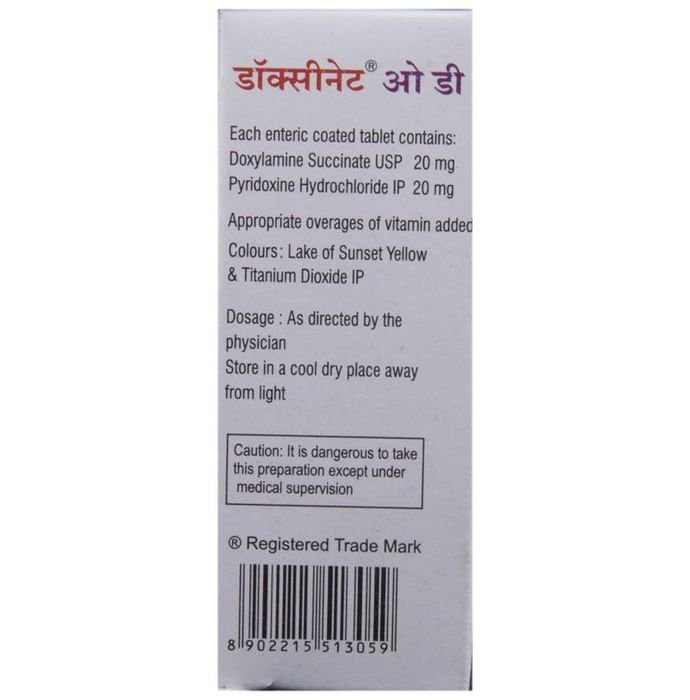 डॉक्सीनेट® ओ डी
Each enteric coated tablet contains:
Doxylamine Succinate USP 20 mg
Pyridoxine Hydrochloride IP 20 mg
Appropriate overages of vitamin added
Colours: Lake of Sunset Yellow
& Titanium Dioxide IP
Dosage : As directed by the
physician
Store in a cool dry place away
from light
Caution: It is dangerous to take
this preparation except under
medical supervision
® Registered Trade Mark
8 902215 513059